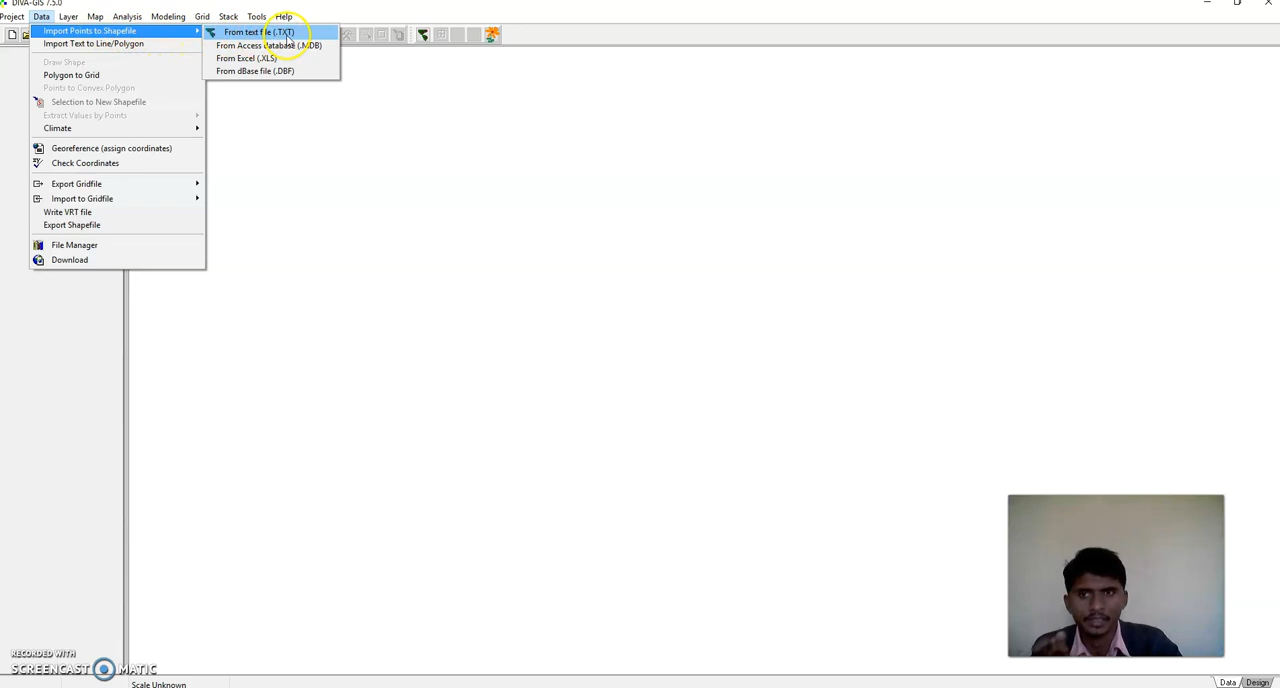 DIVA-GIS 7.5.0
Project Data Layer Map Analysis Modeling Grid Stack Tools Help
Import Points to Shapefile
Import Text to Line/Polygon
Draw Shape
Polygon to Grid
Points to Convex Polygon
Selection to New Shapefile
Extract Values by Points
Climate
Georeference (assign coordinates)
Check Coordinates
Export Gridfile
Import to Gridfile
Write VRT file
Export Shapefile
File Manager
Download
From text file (.TXT)
From Access database (.MDB)
From Excel (.XLS)
From dBase file (.DBF)
RECORDED WITH
SCREENCAST MATIC
Scale Unknown
Data Design